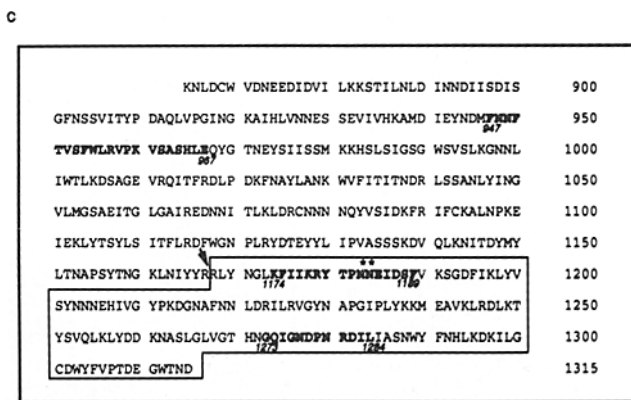 C
KNLDCW VDNEEDIDVI LKKSTILNLD INNDIISDIS 900
GFNSSVITYP DAQLVPGING KAIHLVNNES SEVIVHKAMD IEYNDMFNNF 950
947
TVSFWLRVPK VSASHLEQYG TNEYSIISSM KKHSLSIGSG WSVSLKGNNL 1000
967
IWTLKDSAGE VRQITFRDLP DKFNAYLANK WVFITITNDR LSSANLYING 1050
VLMGSAEITG LGAIREDNNI TLKLDRCNNN NQYVSIDKFR IFCKALNPKE 1100
IEKLYTSYLS ITFLRDFWGN PLRYDTEYYL IPVASSSKDV QLKNITDYMY 1150
**
LTNAPSYTNG KLNIYYRRLY NGLKFIIKRY TPNNEIDSFV KSGDFIKLYV 1200
1174 1189
SYNNNEHIVG YPKDGNAFNN LDRILRVGYN APGIPLYKKM EAVKLRDLKT 1250
YSVQLKLYDD KNASLGLVGT HNGQIGNDPN RDILIASNWY FNHLKDKILG 1300
1273 1284
CDWYFVPTDE GWTND 1315